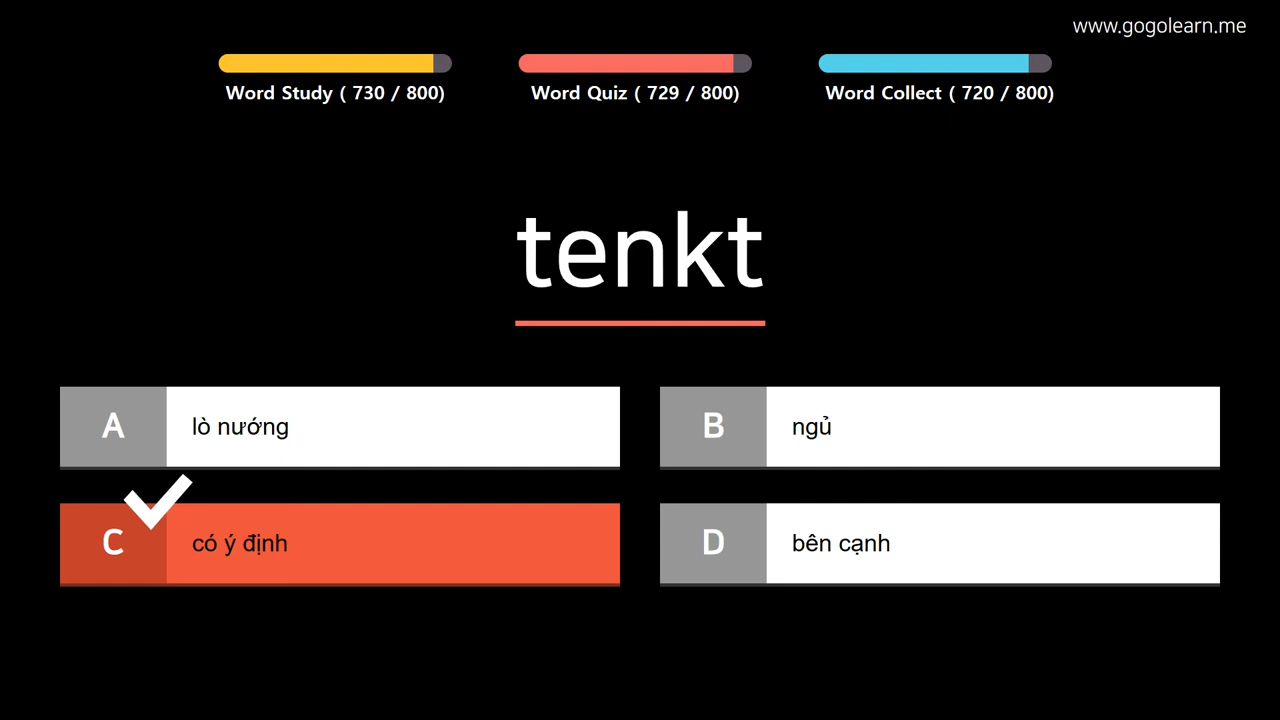 www.gogolearn.me
Word Study ( 730 / 800)
Word Quiz ( 729 / 800)
Word Collect ( 720 / 800)
tenkt
A
lò nướng
B
ngủ
C
có ý định
D
bên cạnh